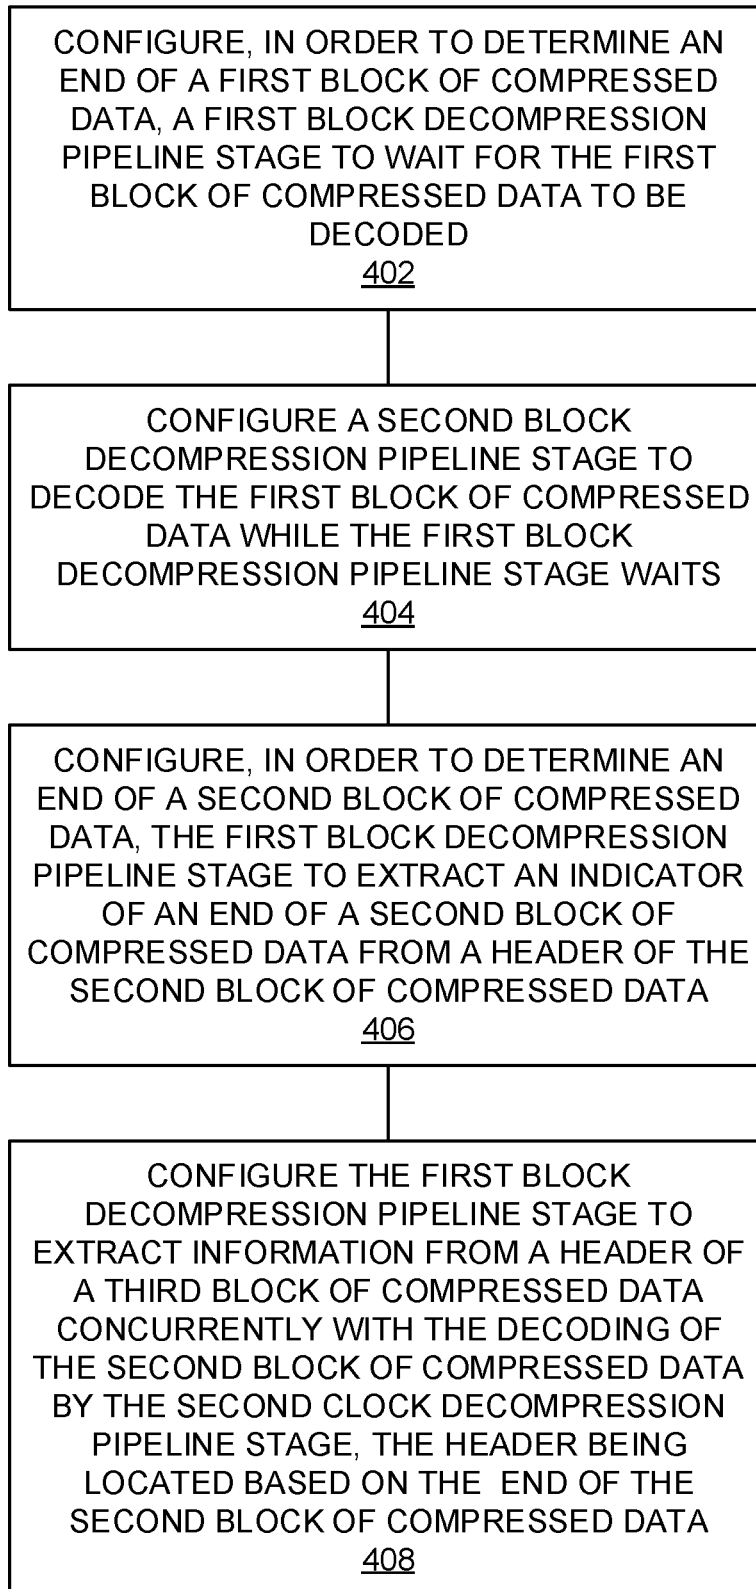 CONFIGURE, IN ORDER TO DETERMINE AN
END OF A FIRST BLOCK OF COMPRESSED
DATA, A FIRST BLOCK DECOMPRESSION
PIPELINE STAGE TO WAIT FOR THE FIRST
BLOCK OF COMPRESSED DATA TO BE
DECODED
402
CONFIGURE A SECOND BLOCK
DECOMPRESSION PIPELINE STAGE TO
DECODE THE FIRST BLOCK OF COMPRESSED
DATA WHILE THE FIRST BLOCK
DECOMPRESSION PIPELINE STAGE WAITS
404
CONFIGURE, IN ORDER TO DETERMINE AN
END OF A SECOND BLOCK OF COMPRESSED
DATA, THE FIRST BLOCK DECOMPRESSION
PIPELINE STAGE TO EXTRACT AN INDICATOR
OF AN END OF A SECOND BLOCK OF
COMPRESSED DATA FROM A HEADER OF THE
SECOND BLOCK OF COMPRESSED DATA
406
CONFIGURE THE FIRST BLOCK
DECOMPRESSION PIPELINE STAGE TO
EXTRACT INFORMATION FROM A HEADER OF
A THIRD BLOCK OF COMPRESSED DATA
CONCURRENTLY WITH THE DECODING OF
THE SECOND BLOCK OF COMPRESSED DATA
BY THE SECOND CLOCK DECOMPRESSION
PIPELINE STAGE, THE HEADER BEING
LOCATED BASED ON THE END OF THE
SECOND BLOCK OF COMPRESSED DATA
408